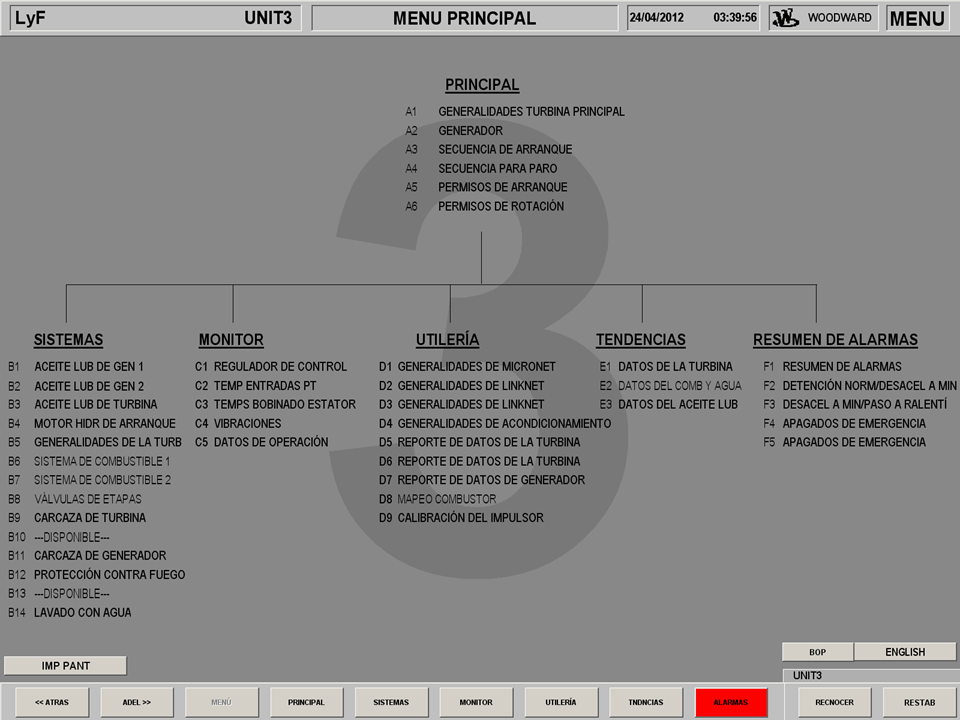 LyF UNIT3 MENU PRINCIPAL 24/04/2012 03:39:56 WOODWARD MENU
PRINCIPAL
A1 GENERALIDADES TURBINA PRINCIPAL
A2 GENERADOR
A3 SECUENCIA DE ARRANQUE
A4 SECUENCIA PARA PARO
A5 PERMISOS DE ARRANQUE
A6 PERMISOS DE ROTACIÓN
3
SISTEMAS
B1 ACEITE LUB DE GEN 1
B2 ACEITE LUB DE GEN 2
B3 ACEITE LUB DE TURBINA
B4 MOTOR HIDR DE ARRANQUE
B5 GENERALIDADES DE LA TURB
B6 SISTEMA DE COMBUSTIBLE 1
B7 SISTEMA DE COMBUSTIBLE 2
B8 VÁLVULAS DE ETAPAS
B9 CARCAZA DE TURBINA
B10 ---DISPONIBLE---
B11 CARCAZA DE GENERADOR
B12 PROTECCIÓN CONTRA FUEGO
B13 ---DISPONIBLE---
B14 LAVADO CON AGUA
MONITOR
C1 REGULADOR DE CONTROL
C2 TEMP ENTRADAS PT
C3 TEMPS BOBINADO ESTATOR
C4 VIBRACIONES
C5 DATOS DE OPERACIÓN
UTILERÍA
D1 GENERALIDADES DE MICRONET
D2 GENERALIDADES DE LINKNET
D3 GENERALIDADES DE LINKNET
D4 GENERALIDADES DE ACONDICIONAMIENTO
D5 REPORTE DE DATOS DE LA TURBINA
D6 REPORTE DE DATOS DE LA TURBINA
D7 REPORTE DE DATOS DE GENERADOR
D8 MAPEO COMBUSTOR
D9 CALIBRACIÓN DEL IMPULSOR
TENDENCIAS
E1 DATOS DE LA TURBINA
E2 DATOS DEL COMB Y AGUA
E3 DATOS DEL ACEITE LUB
RESUMEN DE ALARMAS
F1 RESUMEN DE ALARMAS
F2 DETENCIÓN NORM/DESACEL A MIN
F3 DESACEL A MIN/PASO A RALENTÍ
F4 APAGADOS DE EMERGENCIA
F5 APAGADOS DE EMERGENCIA
IMP PANT BOP ENGLISH
UNIT3
<< ATRAS ADEL >> MENÚ PRINCIPAL SISTEMAS MONITOR UTILERÍA TNDNCIAS ALARMAS RECNOCER RESTAB